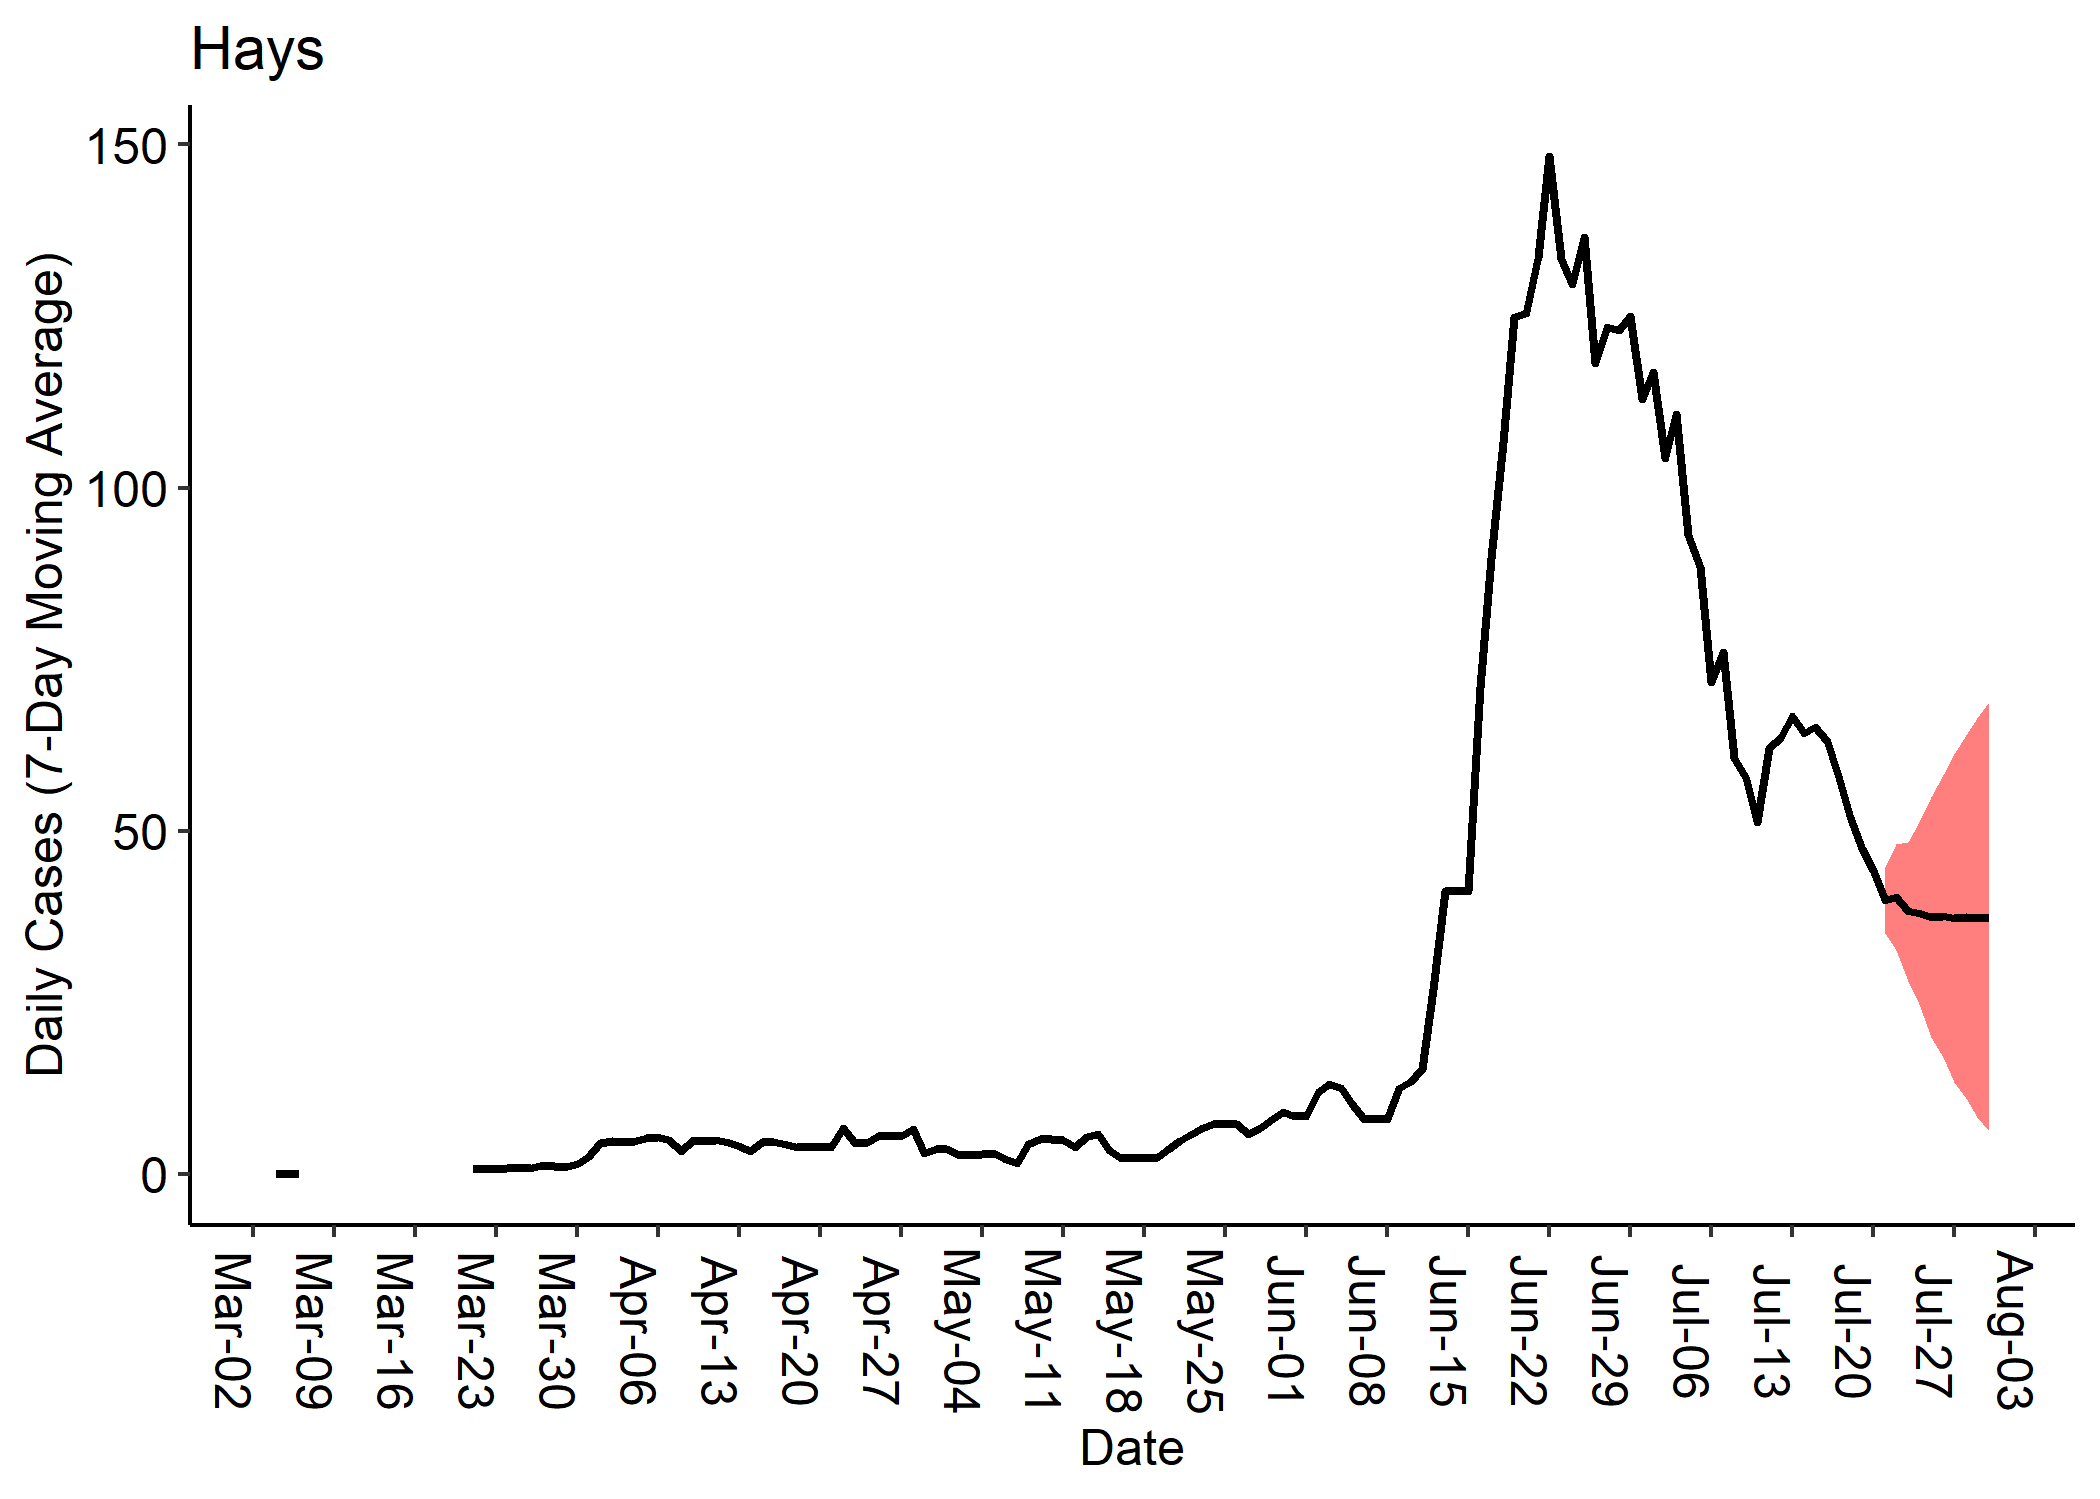 Hays
Daily Cases (7-Day Moving Average)
150
100
50
0
Mar-02
Mar-09
Mar-16
Mar-23
Mar-30
Apr-06
Apr-13
Apr-20
Apr-27
May-04
May-11
May-18
May-25
Jun-01
Jun-08
Jun-15
Jun-22
Jun-29
Jul-06
Jul-13
Jul-20
Jul-27
Aug-03
Date